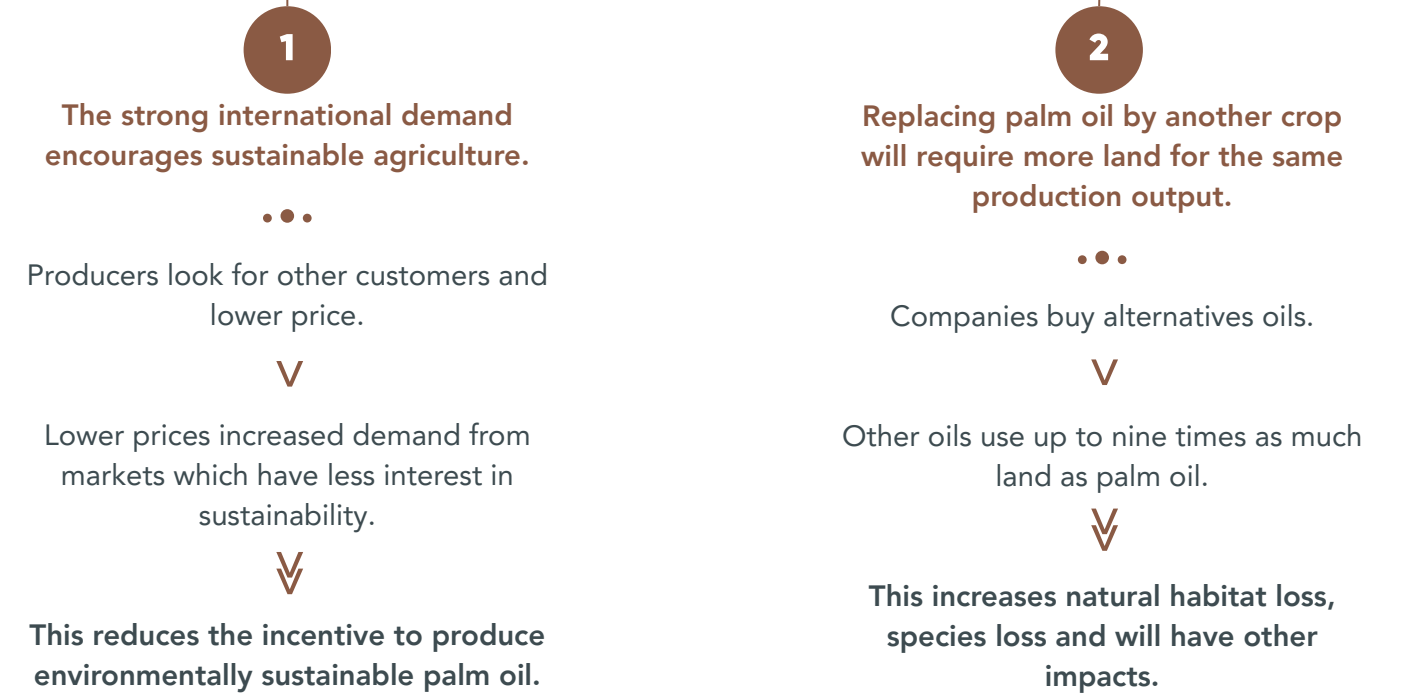 1
The strong international demand
encourages sustainable agriculture.
Producers look for other customers and
lower price.
Lower prices increased demand from
markets which have less interest in
sustainability.
This reduces the incentive to produce
environmentally sustainable palm oil.
2
Replacing palm oil by another crop
will require more land for the same
production output.
Companies buy alternatives oils.
Other oils use up to nine times as much
land as palm oil.
This increases natural habitat loss,
species loss and will have other
impacts.